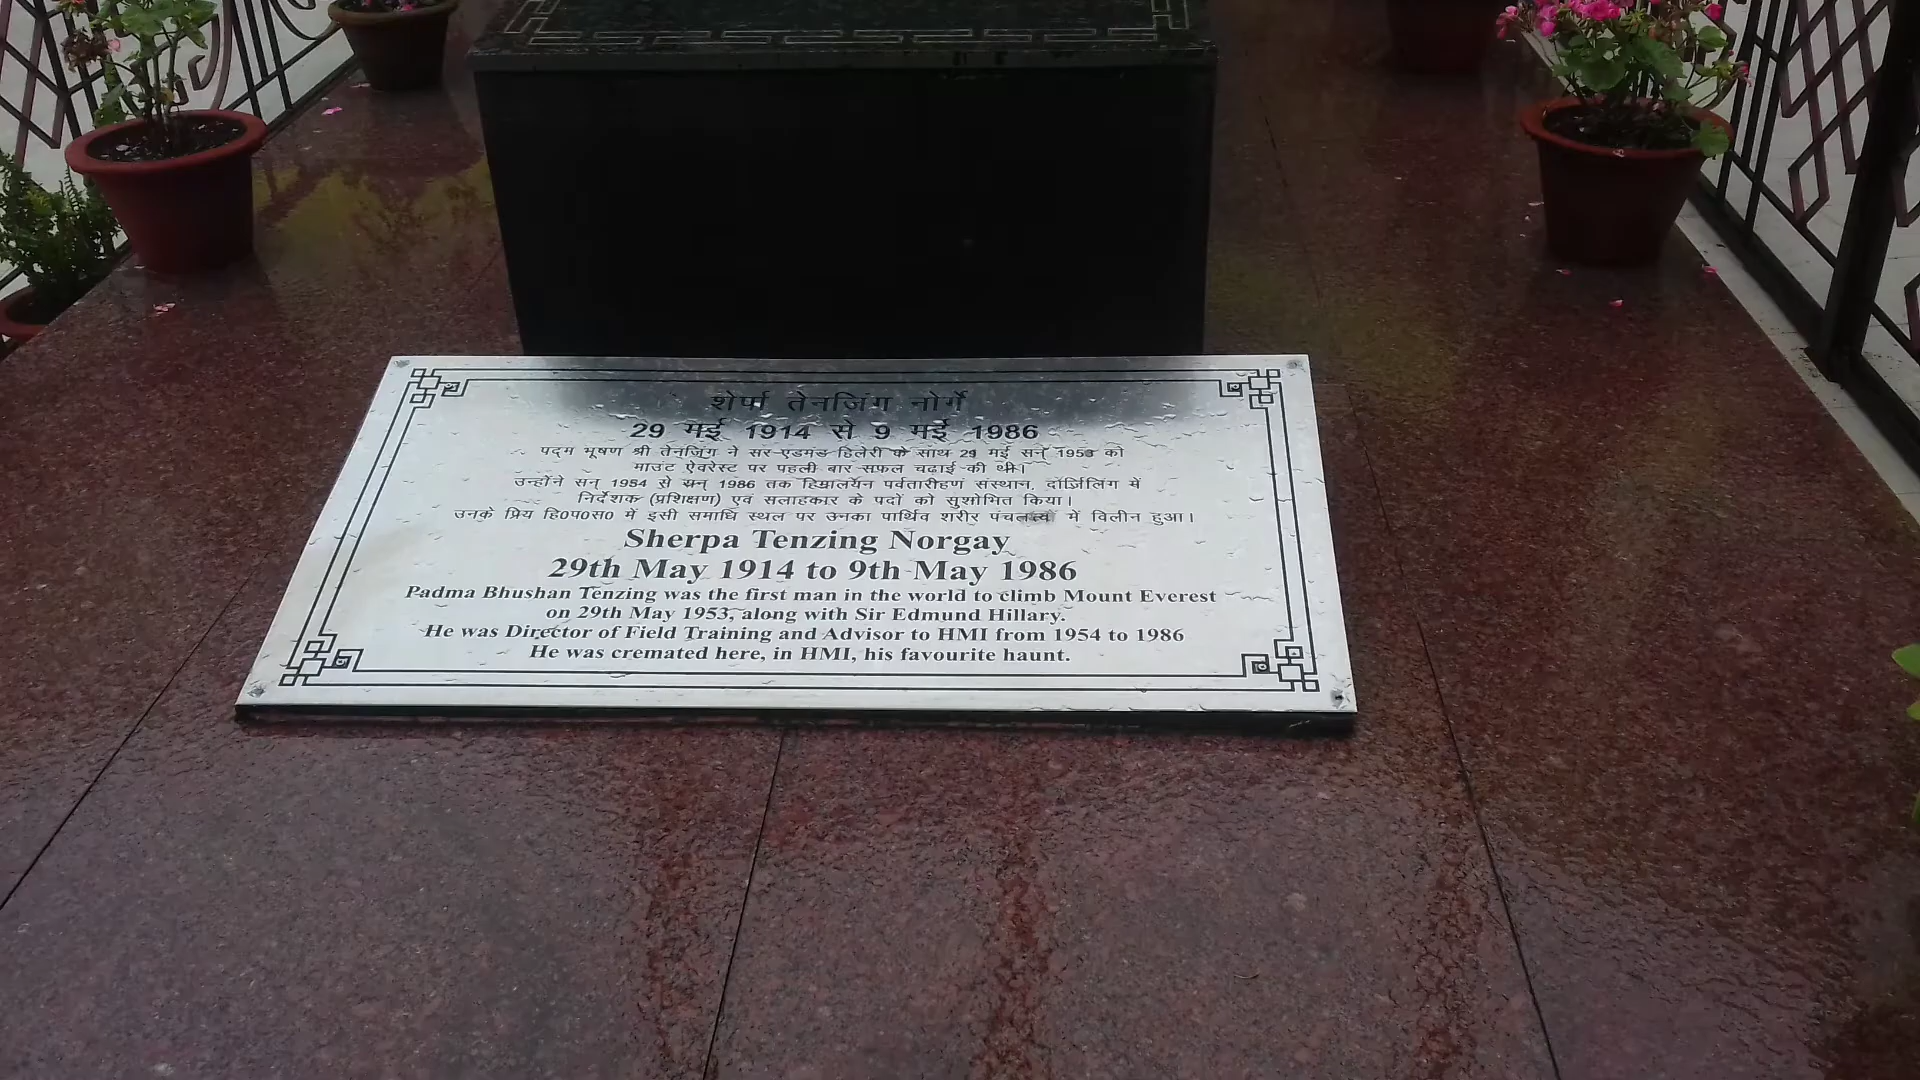 शेर्पा तेनजिंग नोर्गे
29 मई 1914 से 9 मई 1986
पद्म भूषण श्री तेनजिंग ने सर एडमंड हिलेरी के साथ 29 मई सन् 1953 को
माउंट ऐवरेस्ट पर पहली बार सफल चढाई की थी।
उन्होंने सन् 1954 से सन् 1986 तक हिमालयन पर्वतारोहण संस्थान, दार्जिलिंग में
निर्देशक (प्रशिक्षण) एवं सलाहकार के पदों को सुशोभित किया।
उनके प्रिय हि0प0स0 में इसी समाधि स्थल पर उनका पार्थिव शरीर पंचतत्वों में विलीन हुआ।
Sherpa Tenzing Norgay
29th May 1914 to 9th May 1986
Padma Bhushan Tenzing was the first man in the world to climb Mount Everest
on 29th May 1953, along with Sir Edmund Hillary.
He was Director of Field Training and Advisor to HMI from 1954 to 1986
He was cremated here, in HMI, his favourite haunt.